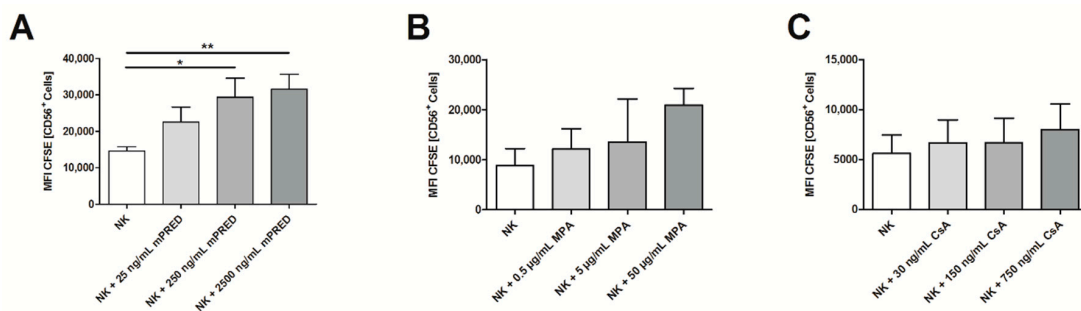 A
MFI CFSE [CD56+ Cells]
40,000
30,000
20,000
10,000
0
**
*
NK
NK + 25 ng/mL mPRED
NK + 250 ng/mL mPRED
NK + 2500 ng/mL mPRED
B
MFI CFSE [CD56+ Cells]
30,000
20,000
10,000
0
NK
NK + 0.5 µg/mL MPA
NK + 5 µg/mL MPA
NK + 50 µg/mL MPA
C
MFI CFSE [CD56+ Cells]
15,000
10,000
5000
0
NK
NK + 30 ng/mL CsA
NK + 150 ng/mL CsA
NK + 750 ng/mL CsA